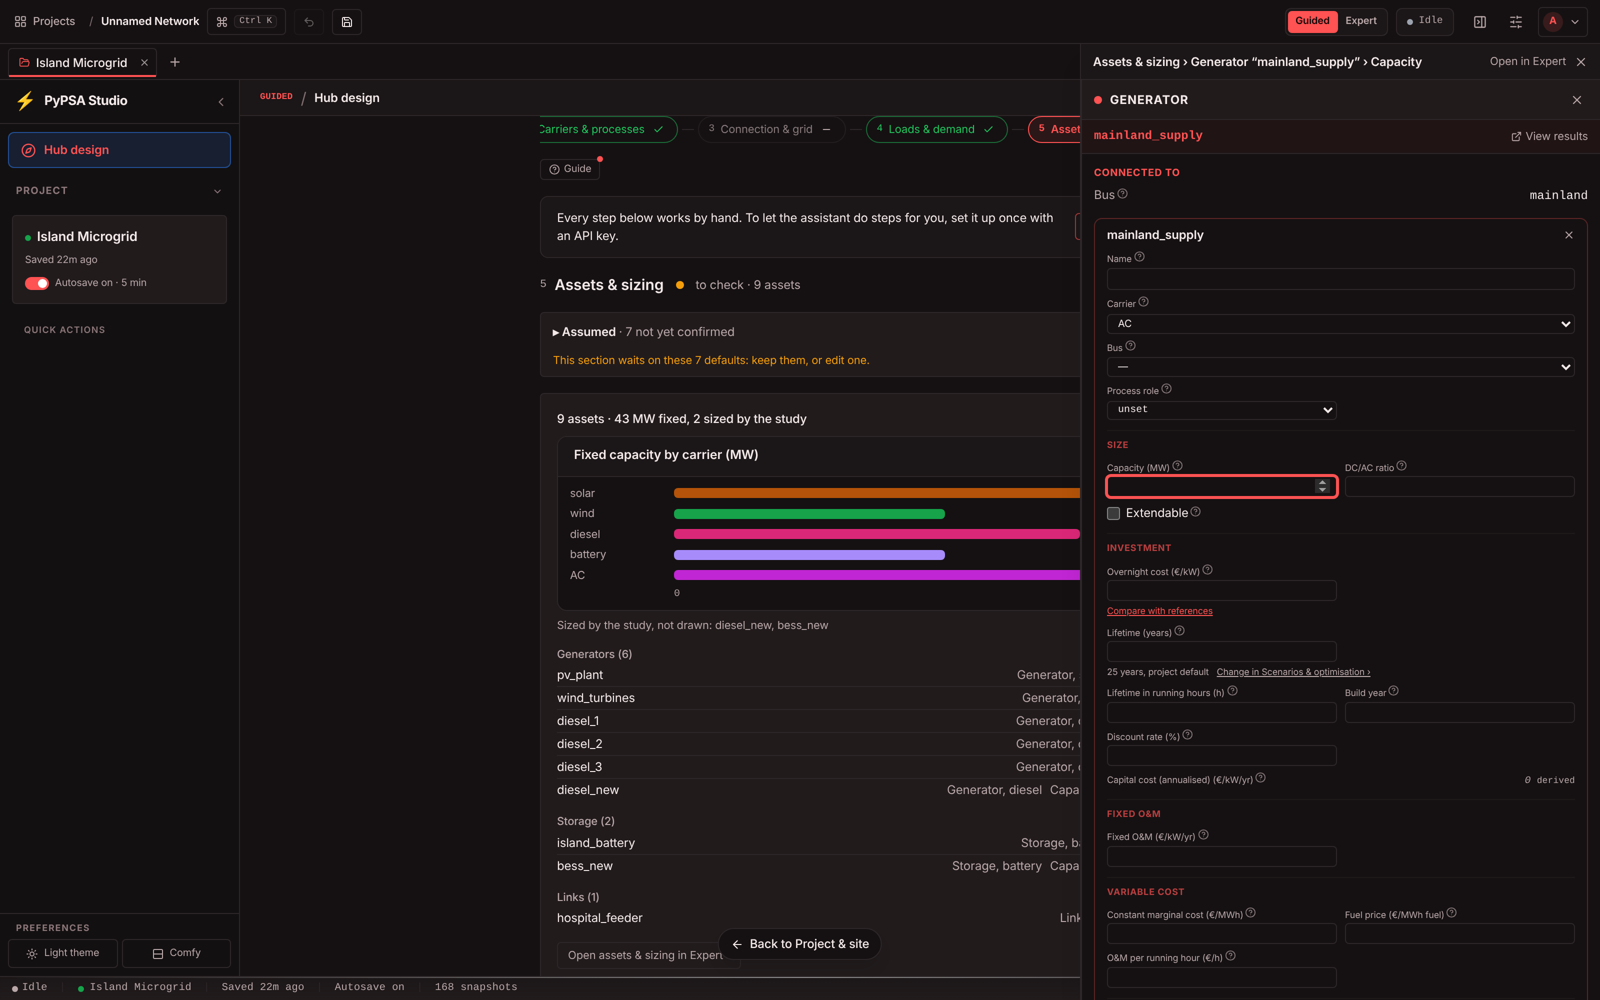 Projects / Unnamed Network ⌘ Ctrl K
Guided Expert Idle A
Island Microgrid × +
Assets & sizing › Generator “mainland_supply” › Capacity
Open in Expert ×
PyPSA Studio
GUIDED / Hub design
GENERATOR
Hub design
mainland_supply
View results
PROJECT
Island Microgrid
Saved 22m ago
Autosave on · 5 min
QUICK ACTIONS
Carriers & processes
3 Connection & grid
4 Loads & demand
5 Asset
Guide
Every step below works by hand. To let the assistant do steps for you, set it up once with
an API key.
5 Assets & sizing to check · 9 assets
▸ Assumed · 7 not yet confirmed
This section waits on these 7 defaults: keep them, or edit one.
9 assets · 43 MW fixed, 2 sized by the study
Fixed capacity by carrier (MW)
solar
wind
diesel
battery
AC
0
Sized by the study, not drawn: diesel_new, bess_new
Generators (6)
pv_plant Generator,
wind_turbines Generator,
diesel_1 Generator,
diesel_2 Generator,
diesel_3 Generator,
diesel_new Generator, diesel Capa
Storage (2)
island_battery Storage, ba
bess_new Storage, battery Capa
Links (1)
hospital_feeder Link
Open assets & sizing in Expert
← Back to Project & site
CONNECTED TO
Bus mainland
mainland_supply
Name
Carrier
AC
Bus
—
Process role
unset
SIZE
Capacity (MW) DC/AC ratio
Extendable
INVESTMENT
Overnight cost (€/kW)
Compare with references
Lifetime (years)
25 years, project default Change in Scenarios & optimisation ›
Lifetime in running hours (h) Build year
Discount rate (%)
Capital cost (annualised) (€/kW/yr) 0 derived
FIXED O&M
Fixed O&M (€/kW/yr)
VARIABLE COST
Constant marginal cost (€/MWh) Fuel price (€/MWh fuel)
O&M per running hour (€/h)
PREFERENCES
Light theme Comfy
Idle Island Microgrid Saved 22m ago Autosave on 168 snapshots